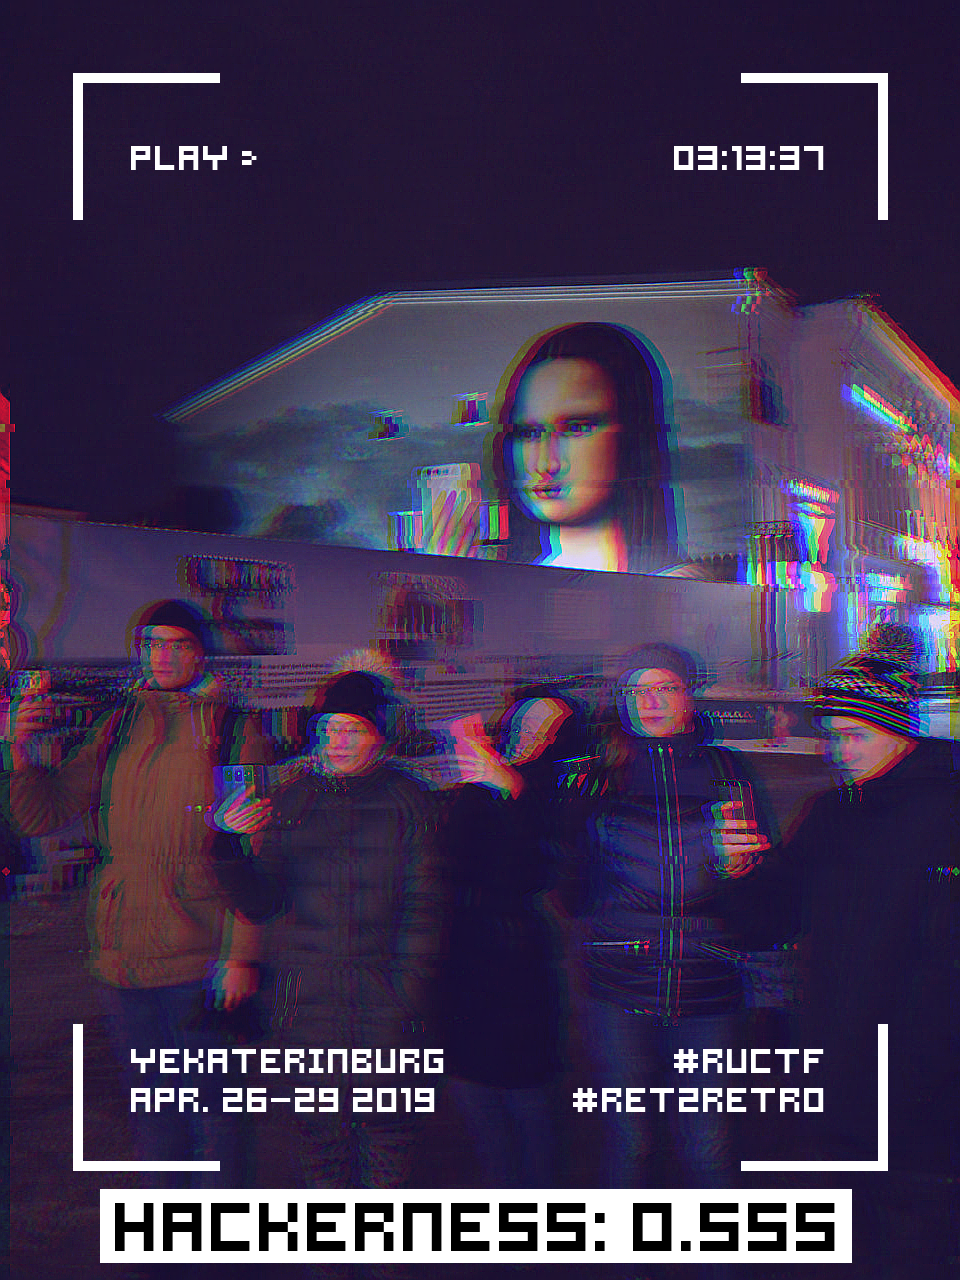 PLAY >
03:13:37
YEKATERINBURG
#RUCTF
APR. 26-29 2019
#RET2RETRO
HACKERNESS: 0.555